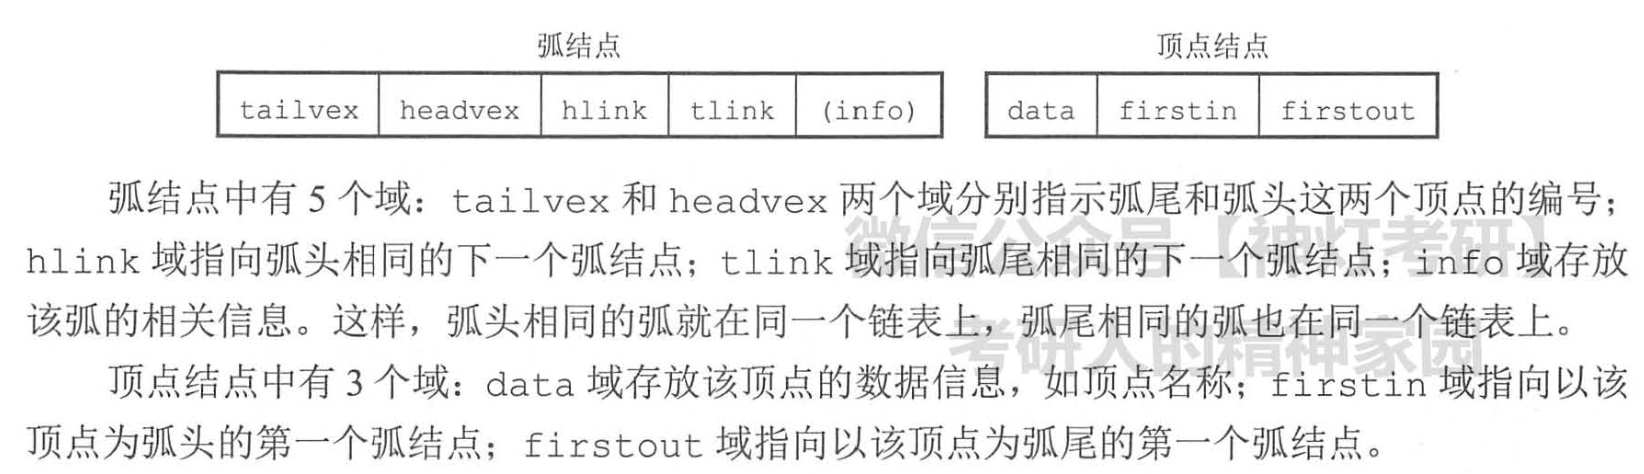 弧结点 顶点结点
tailvex headvex hlink tlink (info) data firstin firstout
弧结点中有 5 个域：tailvex 和 headvex 两个域分别指示弧尾和弧头这两个顶点的编号；
hlink 域指向弧头相同的下一个弧结点；tlink 域指向弧尾相同的下一个弧结点；info 域存放
该弧的相关信息。这样，弧头相同的弧就在同一个链表上，弧尾相同的弧也在同一个链表上。
顶点结点中有 3 个域：data 域存放该顶点的数据信息，如顶点名称；firstin 域指向以该
顶点为弧头的第一个弧结点；firstout 域指向以该顶点为弧尾的第一个弧结点。
微信公众号【神灯考研】
考研人的精神家园